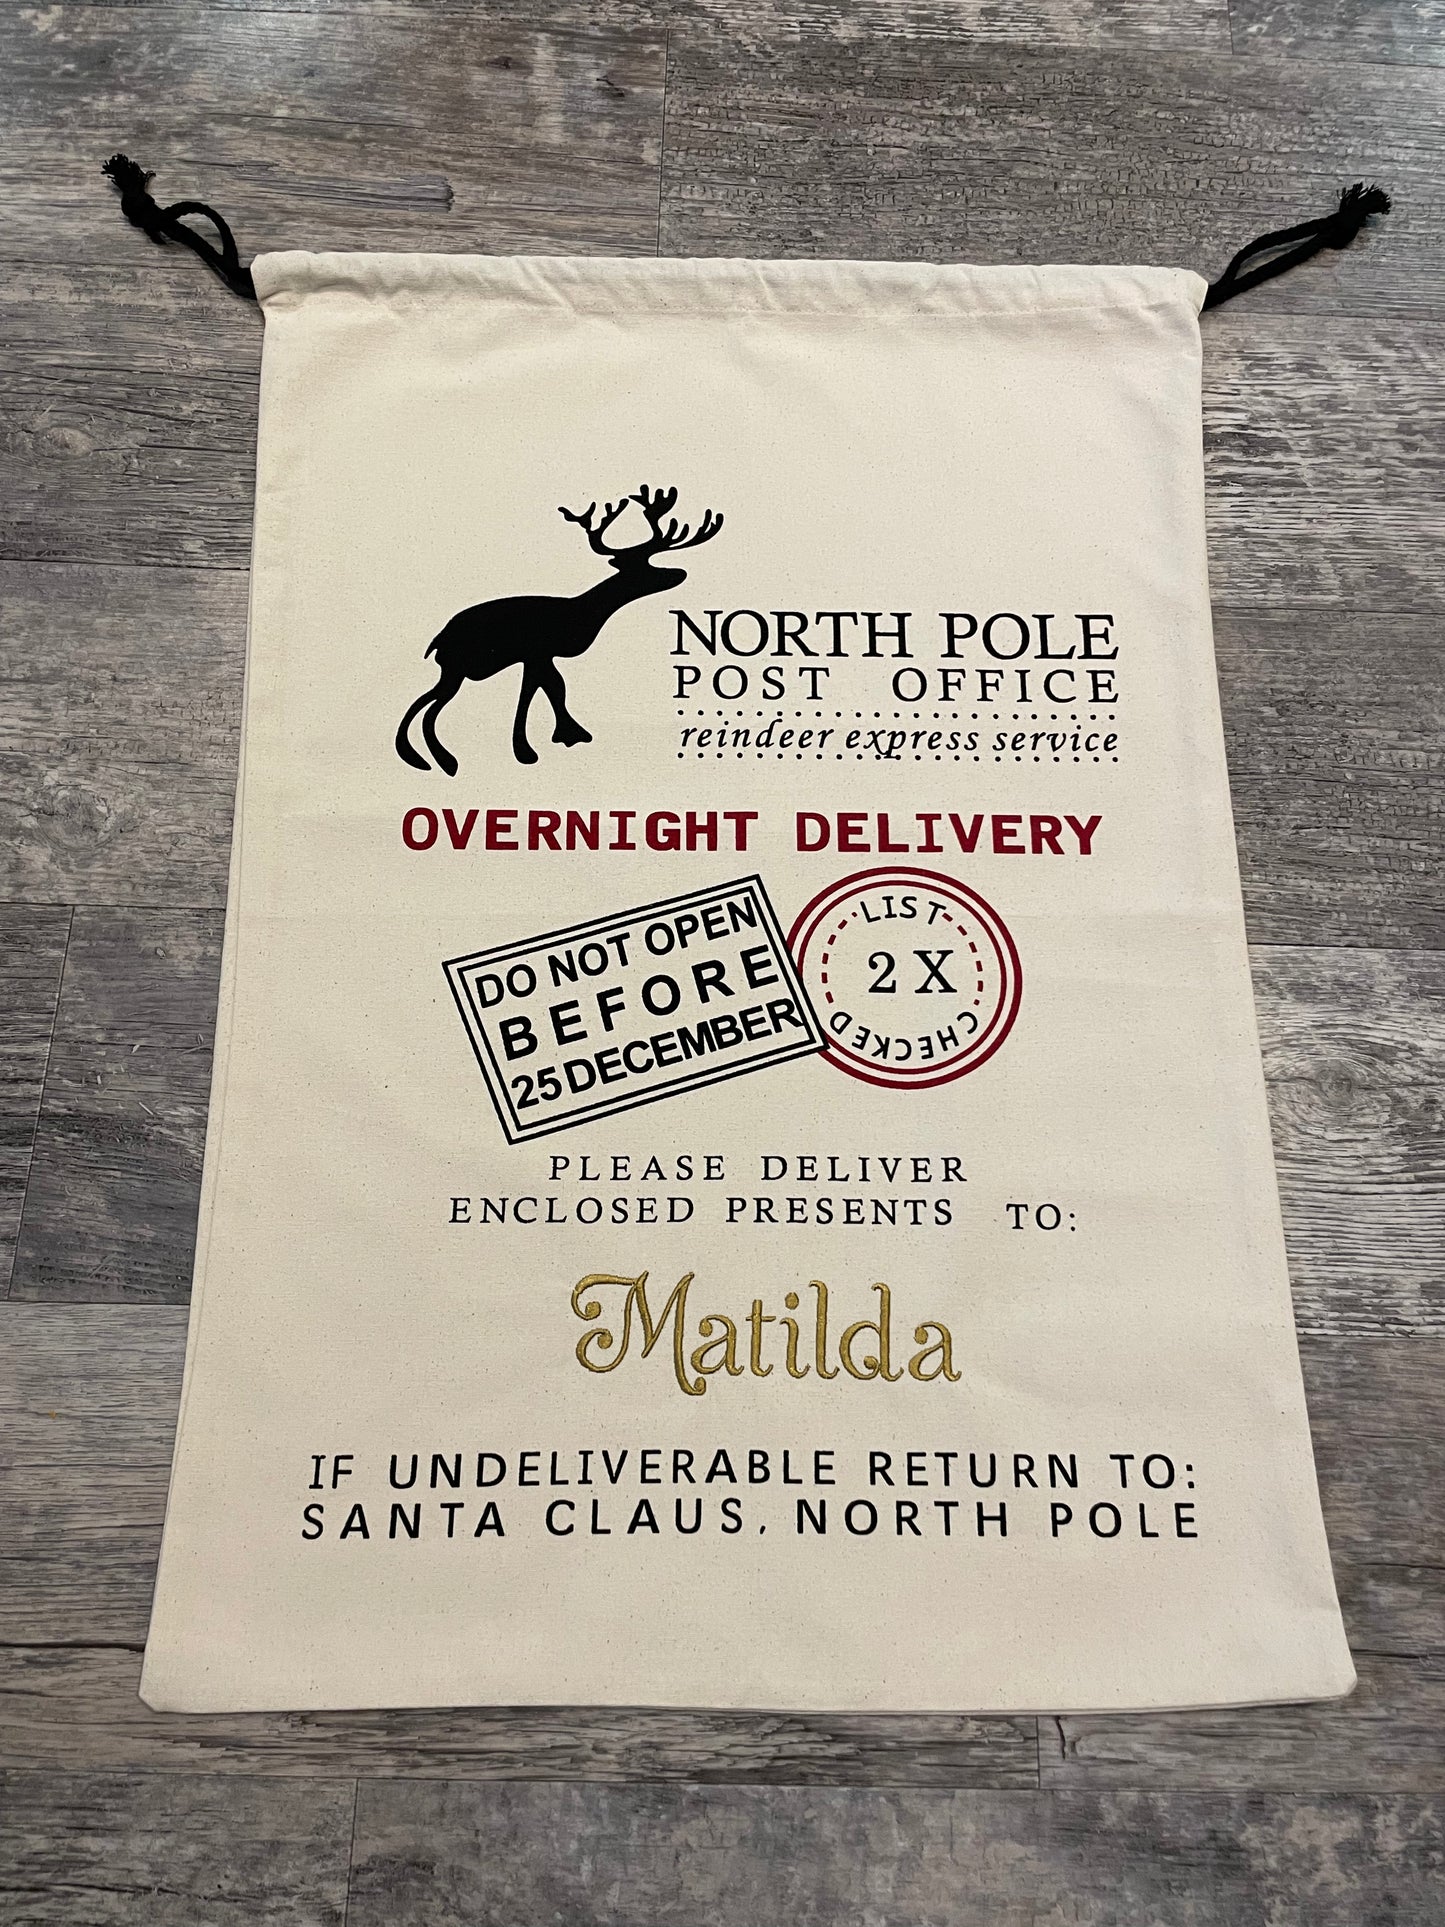 NORTH POLE
POST OFFICE
reindeer express service
OVERNIGHT DELIVERY
DO NOT OPEN
BEFORE
25 DECEMBER
LIST
2 X
CHECKED
PLEASE DELIVER
ENCLOSED PRESENTS TO:
Matilda
IF UNDELIVERABLE RETURN TO:
SANTA CLAUS, NORTH POLE